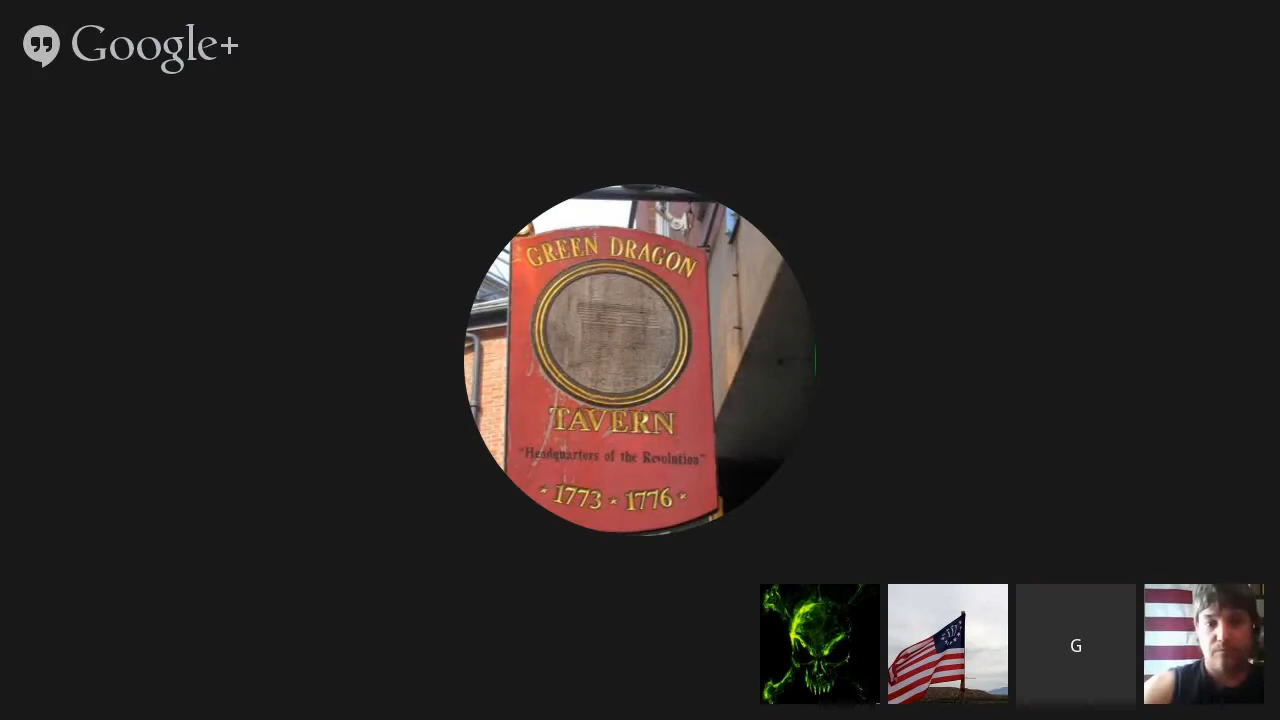 Google+
GREEN DRAGON
TAVERN
"Headquarters of the Revolution"
1773 · 1776
G